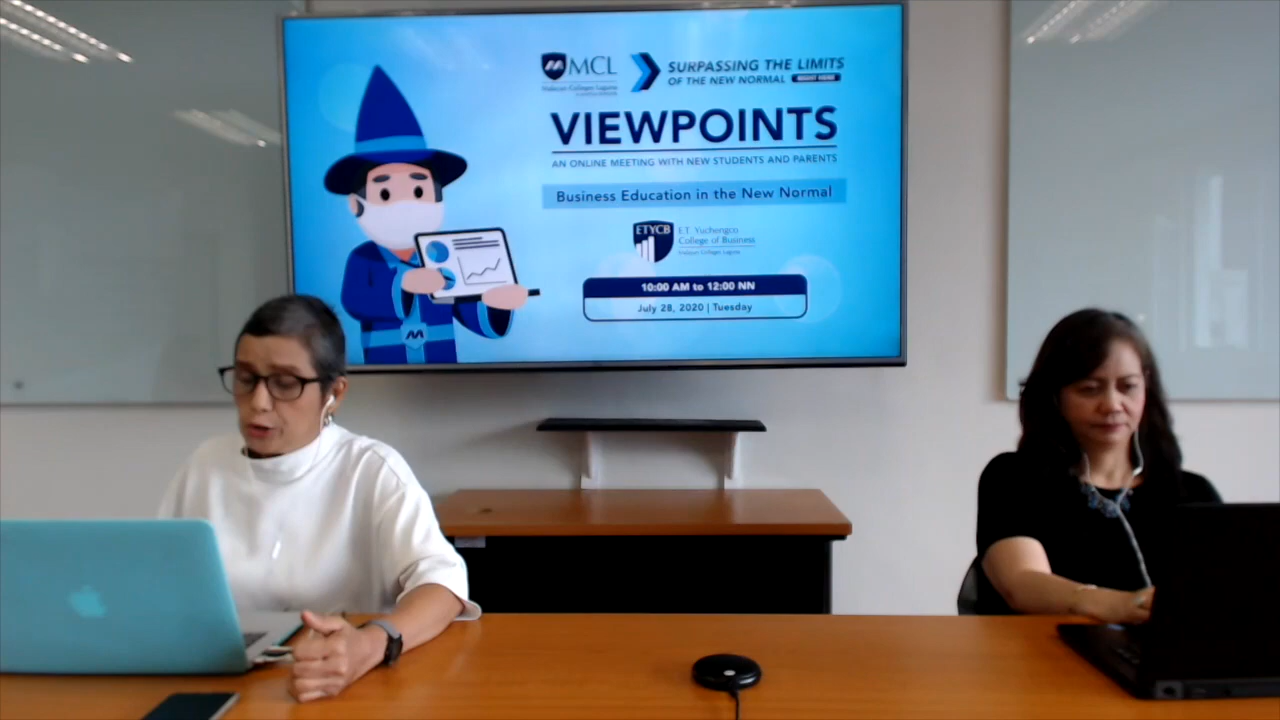 MCL
Malayan Colleges Laguna
SURPASSING THE LIMITS
OF THE NEW NORMAL
VIEWPOINTS
AN ONLINE MEETING WITH NEW STUDENTS AND PARENTS
Business Education in the New Normal
ETYCB
E.T. Yuchengco
College of Business
Malayan Colleges Laguna
10:00 AM to 12:00 NN
July 28, 2020 | Tuesday